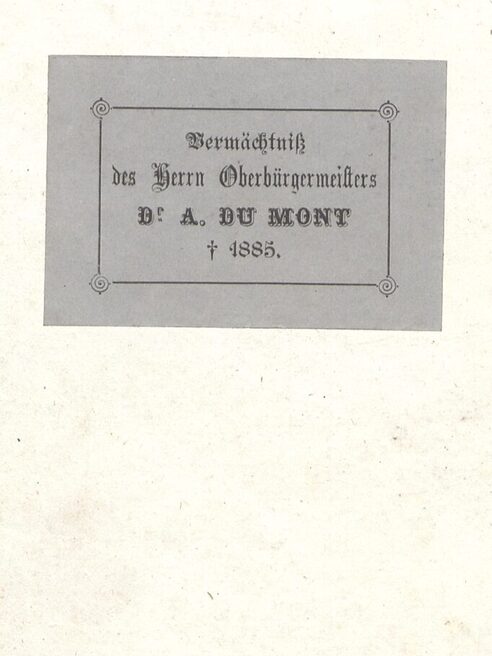 Vermächtniß
des Herrn Oberbürgermeisters
Dr A. DU MONT
† 1885.